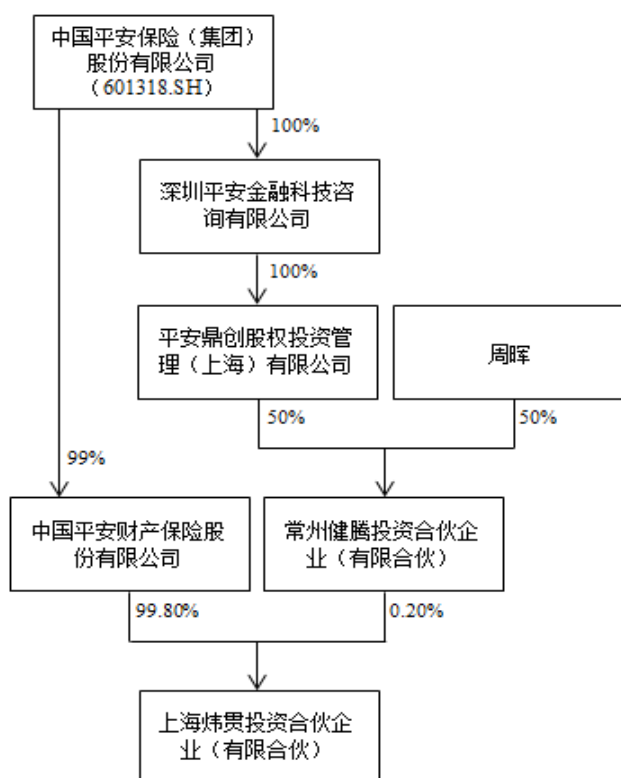 中国平安保险（集团）
股份有限公司
（601318.SH）
100%
深圳平安金融科技咨
询有限公司
100%
平安鼎创股权投资管
理（上海）有限公司
周晖
50%
50%
99%
中国平安财产保险股
份有限公司
常州健腾投资合伙企
业（有限合伙）
99.80%
0.20%
上海炜贯投资合伙企
业（有限合伙）